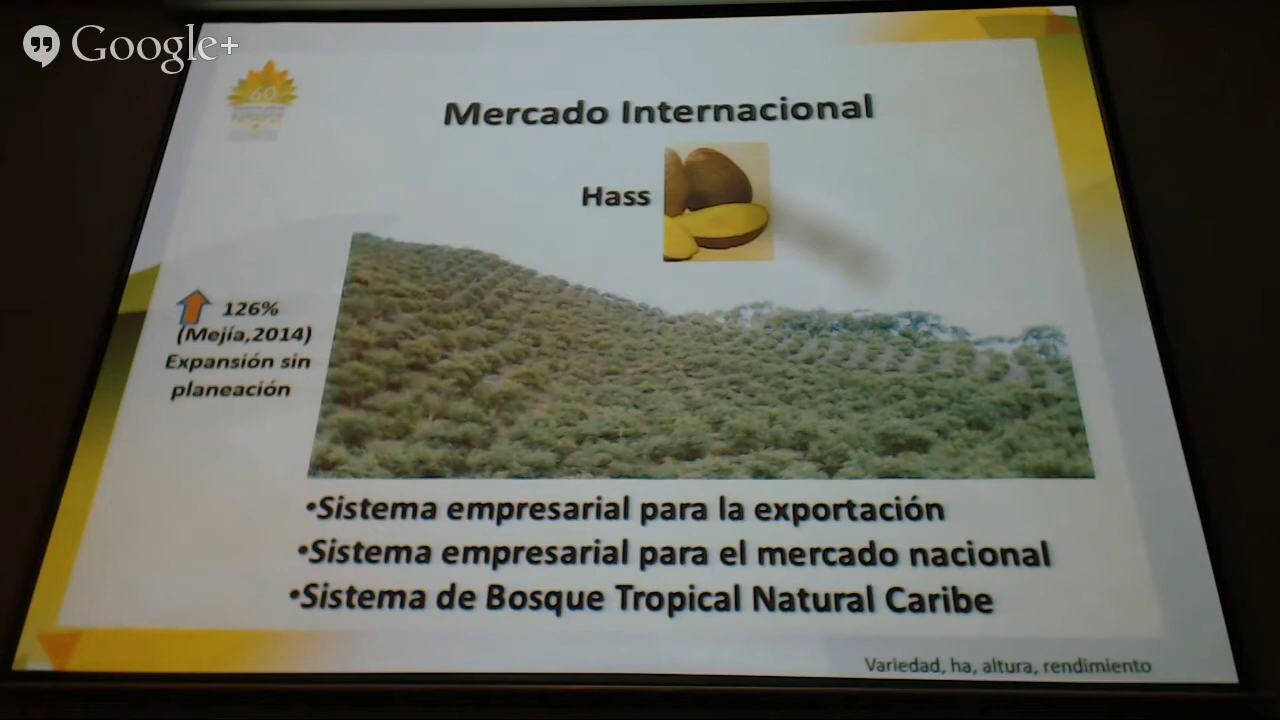 Google+
60
Mercado Internacional
Hass
126%
(Mejía,2014)
Expansión sin
planeación
•Sistema empresarial para la exportación
•Sistema empresarial para el mercado nacional
•Sistema de Bosque Tropical Natural Caribe
Variedad, ha, altura, rendimiento